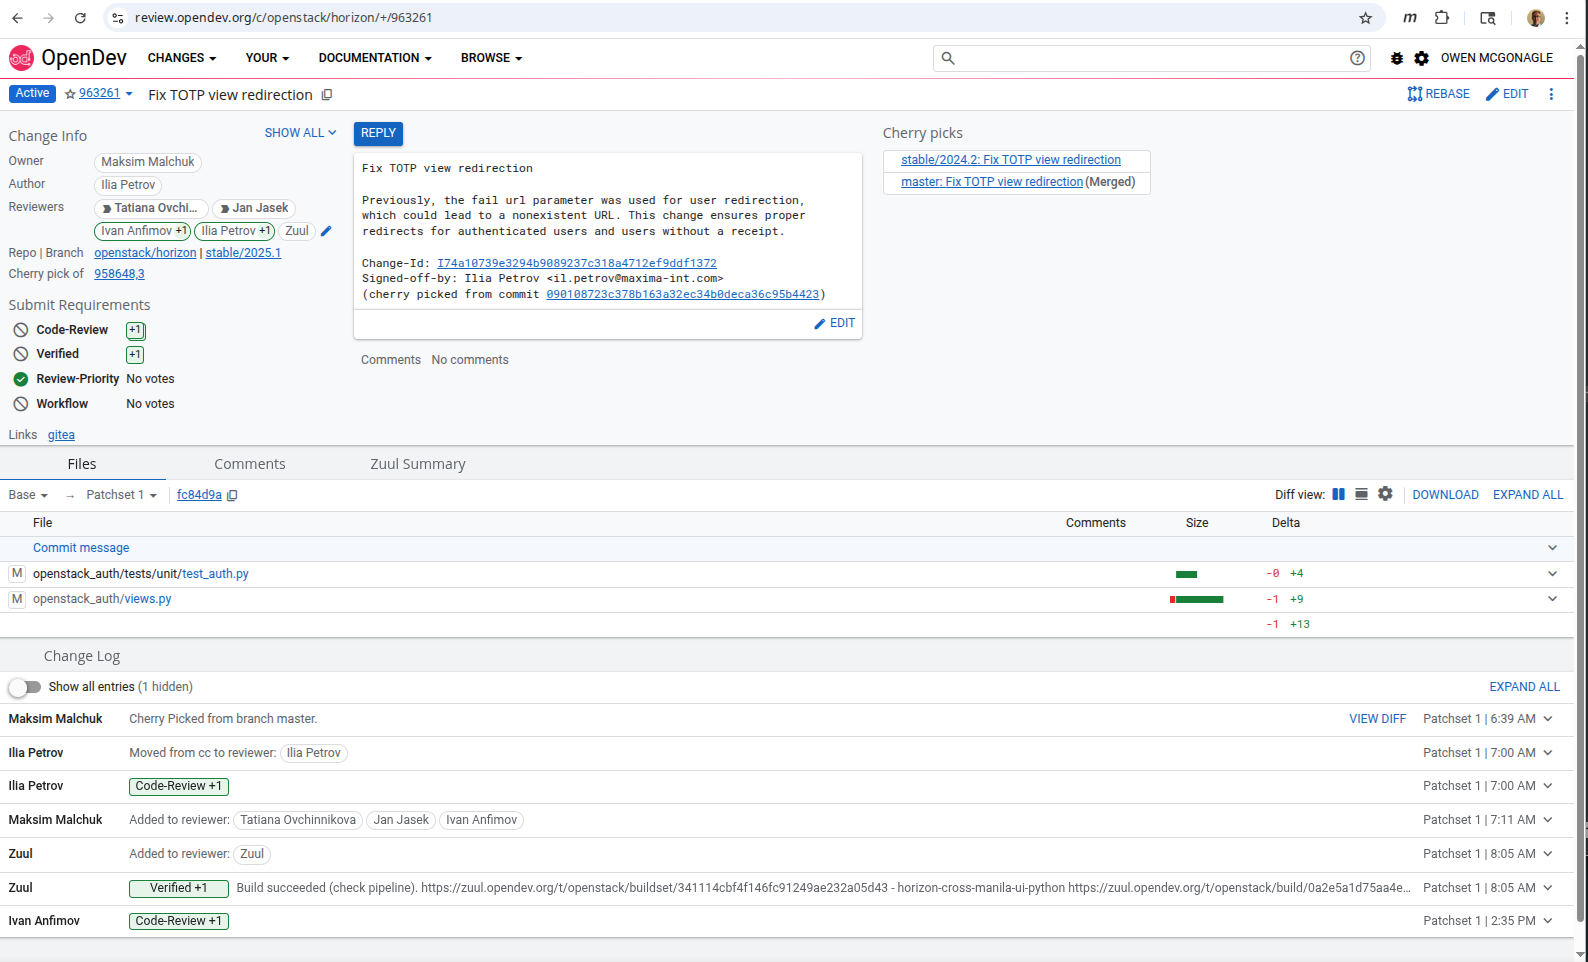 review.opendev.org/c/openstack/horizon/+/963261
OpenDev CHANGES YOUR DOCUMENTATION BROWSE OWEN MCGONAGLE
Active 963261 Fix TOTP view redirection REBASE EDIT
Change Info SHOW ALL
Owner Maksim Malchuk
Author Ilia Petrov
Reviewers Tatiana Ovchi... Jan Jasek
Ivan Anfimov +1 Ilia Petrov +1 Zuul
Repo | Branch openstack/horizon | stable/2025.1
Cherry pick of 958648,3
Submit Requirements
Code-Review +1
Verified +1
Review-Priority No votes
Workflow No votes
Links gitea
REPLY
Fix TOTP view redirection
Previously, the fail url parameter was used for user redirection,
which could lead to a nonexistent URL. This change ensures proper
redirects for authenticated users and users without a receipt.
Change-Id: I74a10739e3294b9089237c318a4712ef9ddf1372
Signed-off-by: Ilia Petrov <il.petrov@maxima-int.com>
(cherry picked from commit 090108723c378b163a32ec34b0deca36c95b4423)
EDIT
Comments No comments
Cherry picks
stable/2024.2: Fix TOTP view redirection
master: Fix TOTP view redirection (Merged)
Files Comments Zuul Summary
Base → Patchset 1 fc84d9a Diff view: DOWNLOAD EXPAND ALL
File Comments Size Delta
Commit message
M openstack_auth/tests/unit/test_auth.py -0 +4
M openstack_auth/views.py -1 +9
-1 +13
Change Log
Show all entries (1 hidden) EXPAND ALL
Maksim Malchuk Cherry Picked from branch master. VIEW DIFF Patchset 1 | 6:39 AM
Ilia Petrov Moved from cc to reviewer: Ilia Petrov Patchset 1 | 7:00 AM
Ilia Petrov Code-Review +1 Patchset 1 | 7:00 AM
Maksim Malchuk Added to reviewer: Tatiana Ovchinnikova Jan Jasek Ivan Anfimov Patchset 1 | 7:11 AM
Zuul Added to reviewer: Zuul Patchset 1 | 8:05 AM
Zuul Verified +1 Build succeeded (check pipeline). https://zuul.opendev.org/t/openstack/buildset/341114cbf4f146fc91249ae232a05d43 - horizon-cross-manila-ui-python https://zuul.opendev.org/t/openstack/build/0a2e5a1d75aa4e... Patchset 1 | 8:05 AM
Ivan Anfimov Code-Review +1 Patchset 1 | 2:35 PM